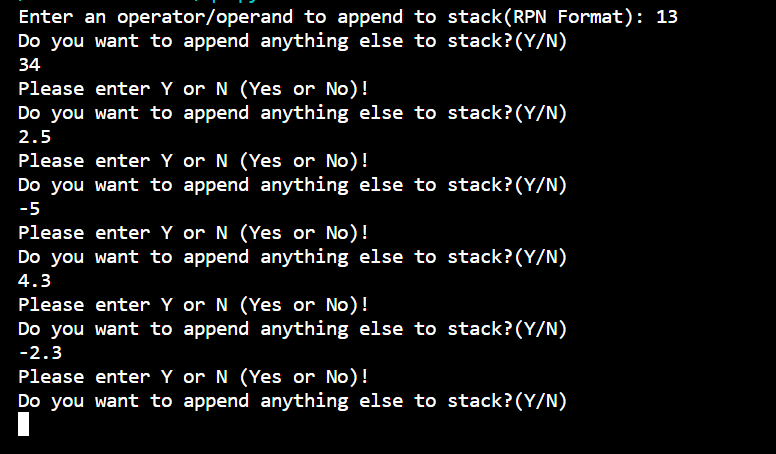 Enter an operator/operand to append to stack(RPN Format): 13
Do you want to append anything else to stack?(Y/N)
34
Please enter Y or N (Yes or No)!
Do you want to append anything else to stack?(Y/N)
2.5
Please enter Y or N (Yes or No)!
Do you want to append anything else to stack?(Y/N)
-5
Please enter Y or N (Yes or No)!
Do you want to append anything else to stack?(Y/N)
4.3
Please enter Y or N (Yes or No)!
Do you want to append anything else to stack?(Y/N)
-2.3
Please enter Y or N (Yes or No)!
Do you want to append anything else to stack?(Y/N)